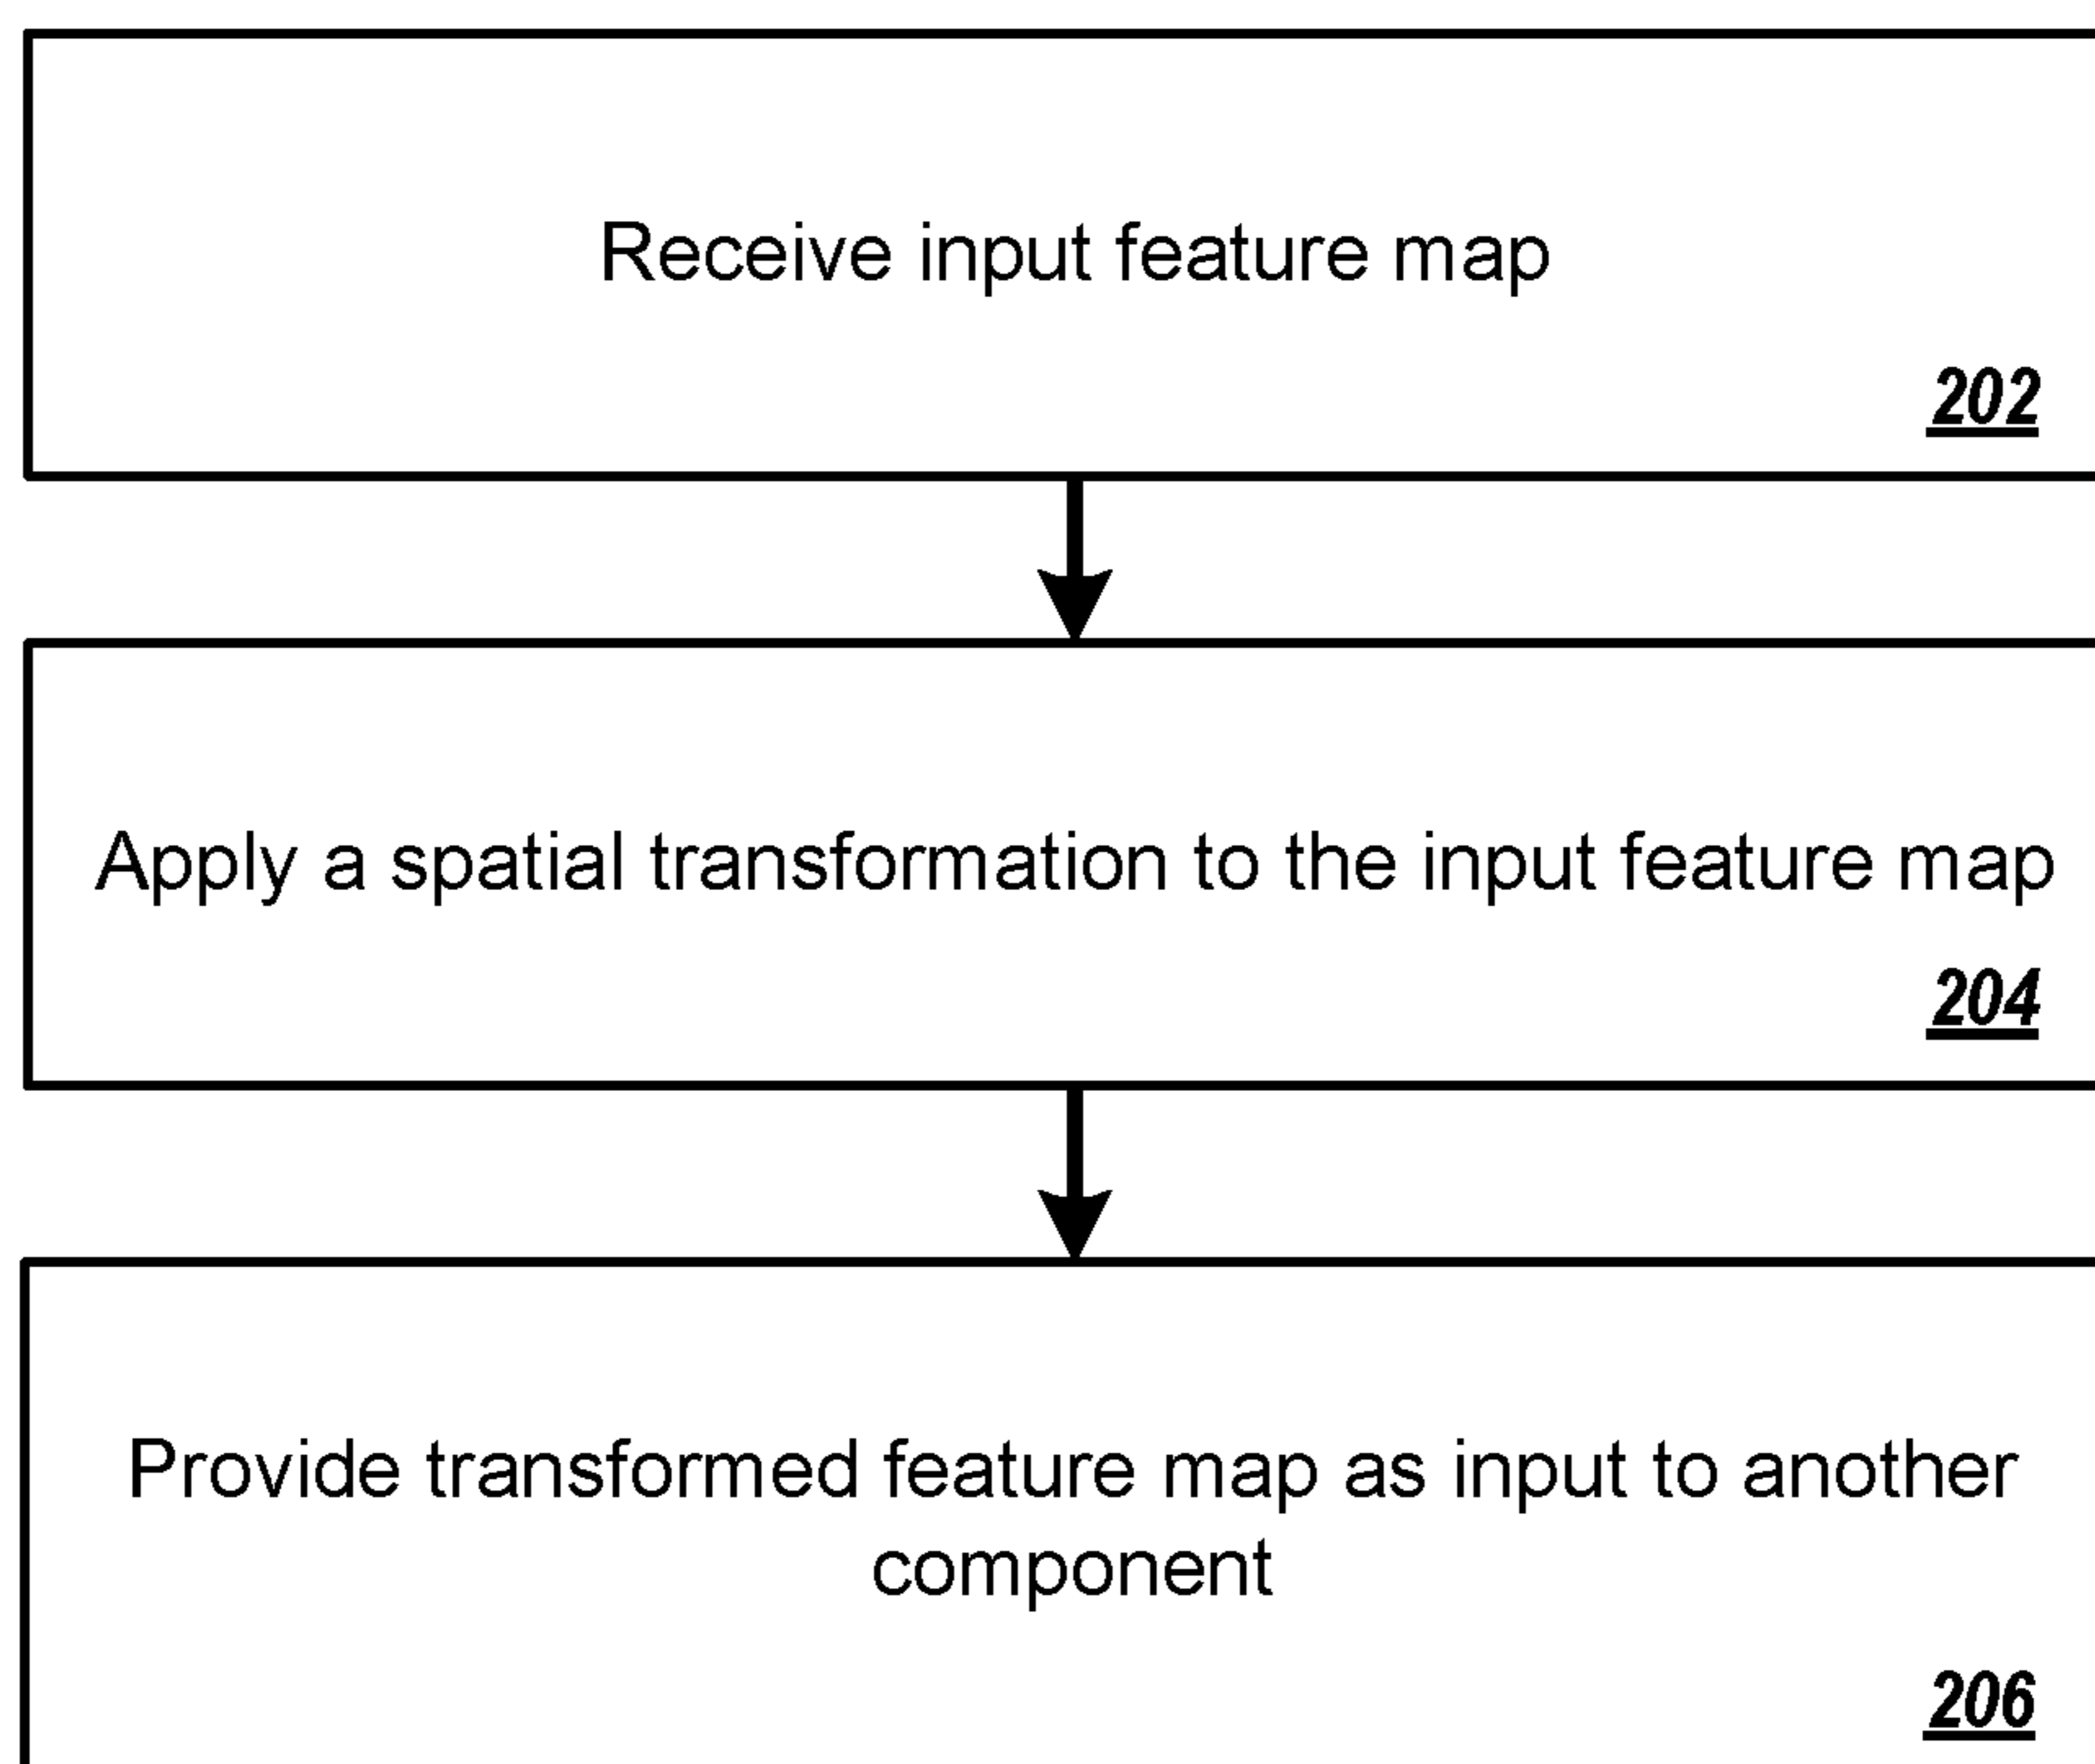 Receive input feature map
202
Apply a spatial transformation to the input feature map
204
Provide transformed feature map as input to another
component
206